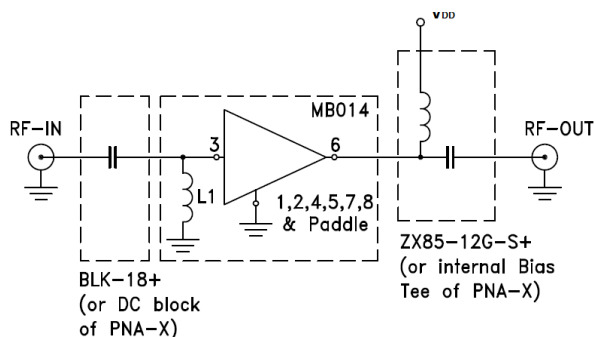 VDD
MB014
RF-IN
3
6
RF-OUT
L1
1,2,4,5,7,8
& Paddle
BLK-18+
(or DC block
of PNA-X)
ZX85-12G-S+
(or internal Bias
Tee of PNA-X)